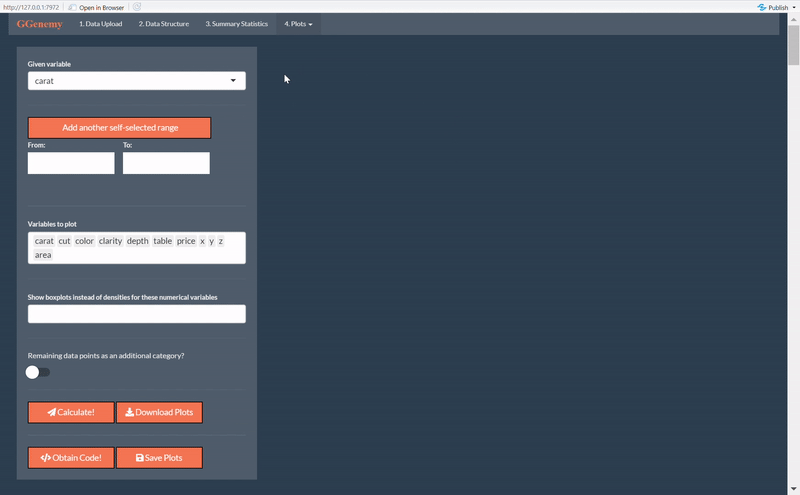 http://127.0.0.1:7972 Open in Browser Publish
GGenemy 1. Data Upload 2. Data Structure 3. Summary Statistics 4. Plots
Given variable
carat
Add another self-selected range
From: To:
Variables to plot
carat cut color clarity depth table price x y z
area
Show boxplots instead of densities for these numerical variables
Remaining data points as an additional category?
Calculate! Download Plots
Obtain Code! Save Plots